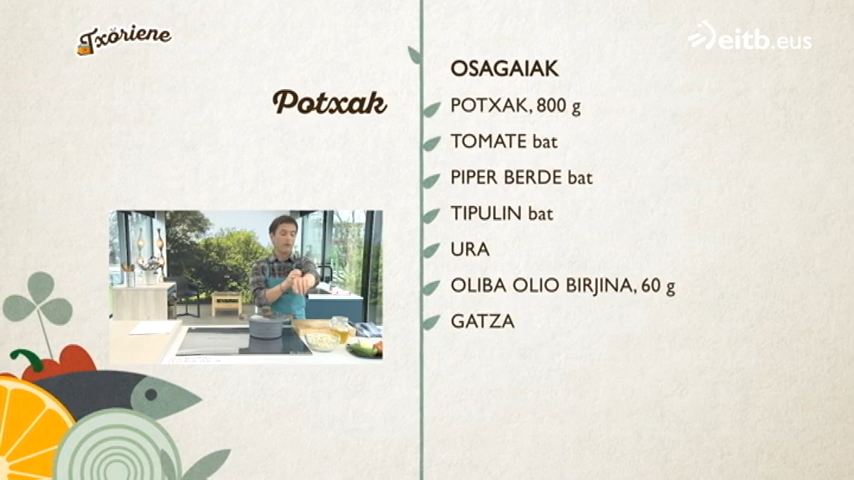 Txoriene
eitb.eus
Potxak
OSAGAIAK
POTXAK, 800 g
TOMATE bat
PIPER BERDE bat
TIPULIN bat
URA
OLIBA OLIO BIRJINA, 60 g
GATZA